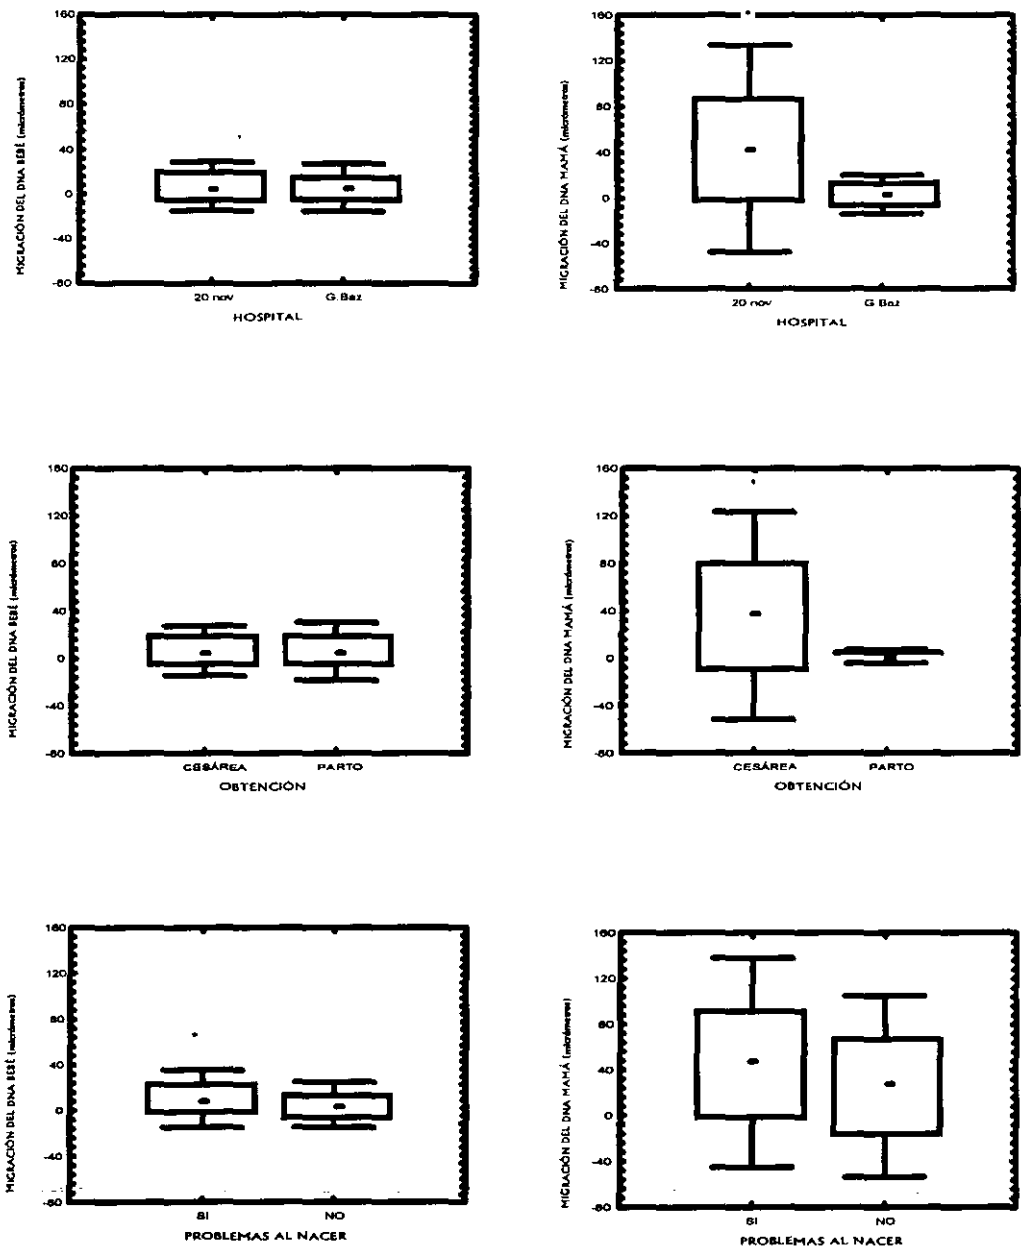 MIGRACIÓN DEL DNA BEBÉ (micrómetros)
160
120
80
40
0
-40
-80
20 nov G.Baz
HOSPITAL
MIGRACIÓN DEL DNA MAMÁ (micrómetros)
160
120
80
40
0
-40
-80
20 nov G Baz
HOSPITAL
MIGRACIÓN DEL DNA BEBÉ (micrómetros)
160
120
80
40
0
-40
-80
CESÁREA PARTO
OBTENCIÓN
MIGRACIÓN DEL DNA MAMÁ (micrómetros)
160
120
80
40
0
-40
-80
CESÁREA PARTO
OBTENCIÓN
MIGRACIÓN DEL DNA BEBÉ (micrómetros)
160
120
80
40
0
-40
-80
SI NO
PROBLEMAS AL NACER
MIGRACIÓN DEL DNA MAMÁ (micrómetros)
160
120
80
40
0
-40
-80
SI NO
PROBLEMAS AL NACER